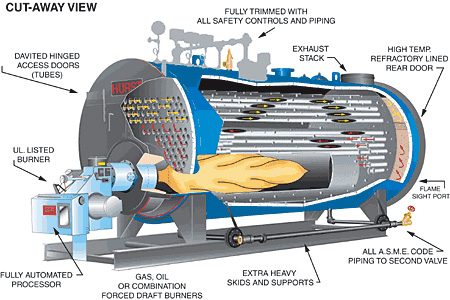 CUT-AWAY VIEW
FULLY TRIMMED WITH
ALL SAFETY CONTROLS AND PIPING
DAVITED HINGED
ACCESS DOORS
(TUBES)
EXHAUST
STACK
HIGH TEMP.
REFRACTORY LINED
REAR DOOR
HURST
UL. LISTED
BURNER
FLAME
SIGHT PORT
FULLY AUTOMATED
PROCESSOR
GAS, OIL
OR COMBINATION
FORCED DRAFT BURNERS
EXTRA HEAVY
SKIDS AND SUPPORTS
ALL A.S.M.E. CODE
PIPING TO SECOND VALVE